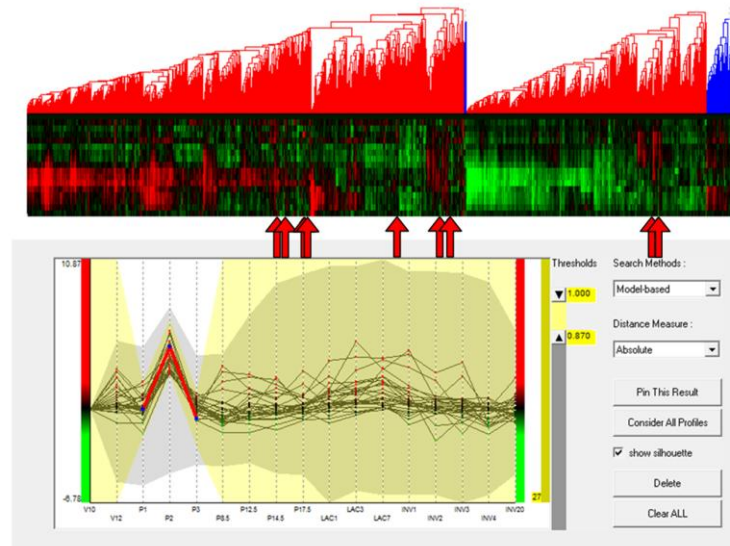 10.87
Thresholds
Search Methods :
1.000
Model-based
0.870
Distance Measure :
Absolute
Pin This Result
Consider All Profiles
show silhouette
Delete
Clear ALL
-6.78
27
V10 P1 P3 P12.5 P17.5 LAC3 INV1 INV3 INV20
V12 P2 P8.5 P14.5 LAC1 LAC7 INV2 INV4